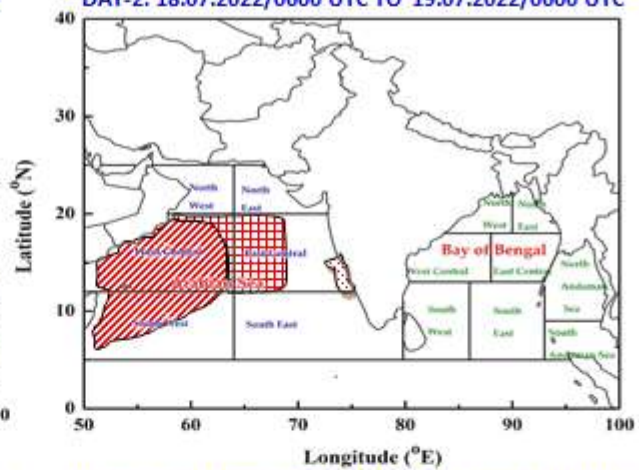 DAY-2: 18.07.2022/0600 UTC TO 19.07.2022/0600 UTC
40
30
20
10
0
0
Latitude (°N)
North
West
North
East
West Central
East Central
Arabian Sea
South West
South East
North
West
North
East
Bay of Bengal
West Central
East Central
North
Andaman
Sea
South
West
South
East
South
Andaman Sea
50 60 70 80 90 100
Longitude (°E)